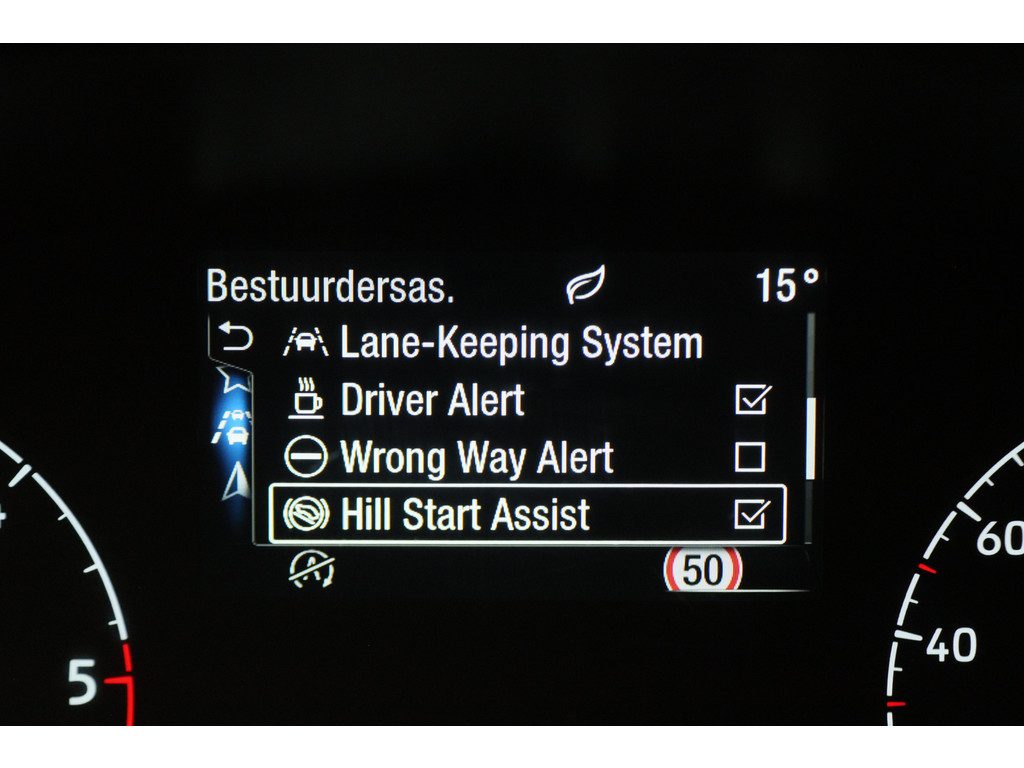 Bestuurdersas. 15°
Lane-Keeping System
Driver Alert
Wrong Way Alert
Hill Start Assist
50
60
40
5